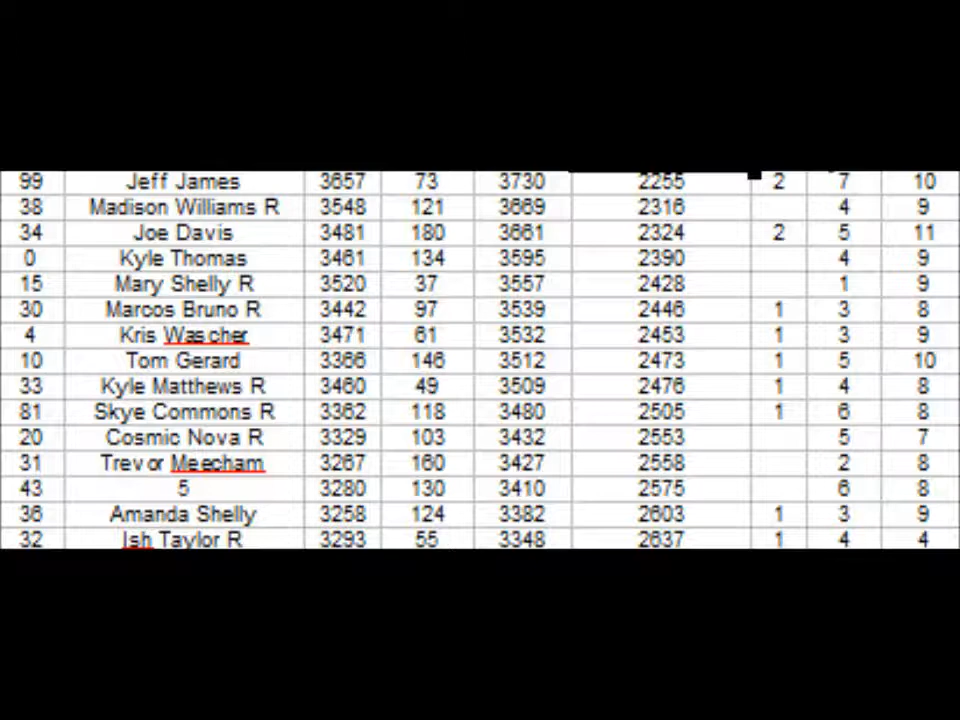 99 Jeff James 3657 73 3730 2255 2 7 10
38 Madison Williams R 3548 121 3669 2316 4 9
34 Joe Davis 3481 180 3661 2324 2 5 11
0 Kyle Thomas 3461 134 3595 2390 4 9
15 Mary Shelly R 3520 37 3557 2428 1 9
30 Marcos Bruno R 3442 97 3539 2446 1 3 8
4 Kris Wascher 3471 61 3532 2453 1 3 9
10 Tom Gerard 3366 146 3512 2473 1 5 10
33 Kyle Matthews R 3460 49 3509 2476 1 4 8
81 Skye Commons R 3362 118 3480 2505 1 6 8
20 Cosmic Nova R 3329 103 3432 2553 5 7
31 Trevor Meecham 3267 160 3427 2558 2 8
43 5 3280 130 3410 2575 6 8
36 Amanda Shelly 3258 124 3382 2603 1 3 9
32 Ish Taylor R 3293 55 3348 2637 1 4 4